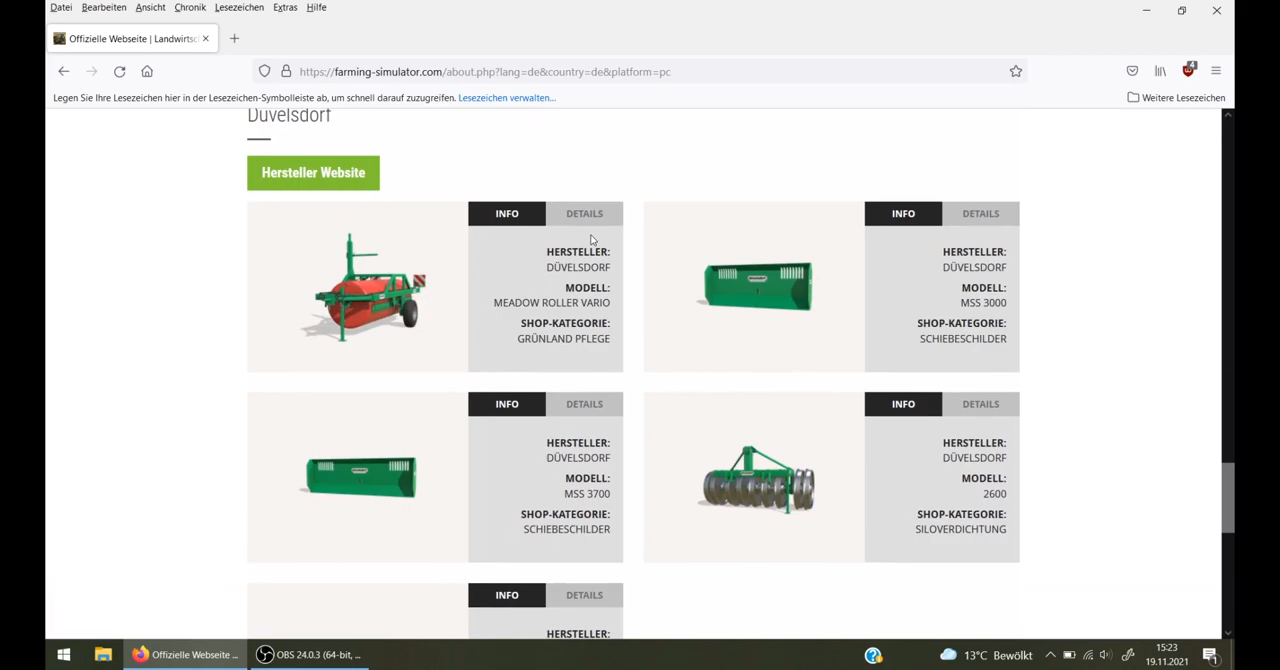 Datei Bearbeiten Ansicht Chronik Lesezeichen Extras Hilfe
Offizielle Webseite | Landwirtsc
https://farming-simulator.com/about.php?lang=de&country=de&platform=pc
4
Legen Sie Ihre Lesezeichen hier in der Lesezeichen-Symbolleiste ab, um schnell darauf zuzugreifen. Lesezeichen verwalten…
Weitere Lesezeichen
Düvelsdorf
Hersteller Website
INFO DETAILS
HERSTELLER:
DÜVELSDORF
MODELL:
MEADOW ROLLER VARIO
SHOP-KATEGORIE:
GRÜNLAND PFLEGE
INFO DETAILS
HERSTELLER:
DÜVELSDORF
MODELL:
MSS 3000
SHOP-KATEGORIE:
SCHIEBESCHILDER
INFO DETAILS
HERSTELLER:
DÜVELSDORF
MODELL:
MSS 3700
SHOP-KATEGORIE:
SCHIEBESCHILDER
INFO DETAILS
HERSTELLER:
DÜVELSDORF
MODELL:
2600
SHOP-KATEGORIE:
SILOVERDICHTUNG
INFO DETAILS
HERSTELLER:
Offizielle Webseite ...
OBS 24.0.3 (64-bit, ...
13°C Bewölkt
15:23
19.11.2021
1